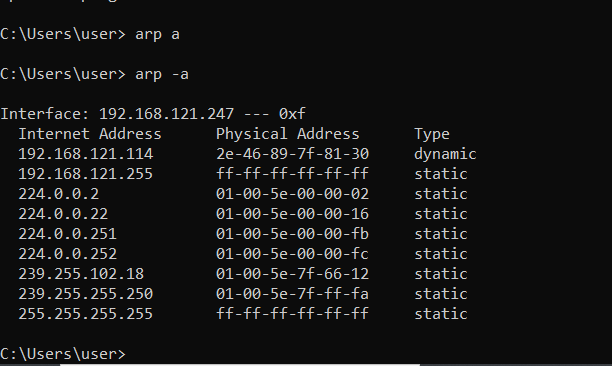 C:\Users\user> arp a
C:\Users\user> arp -a
Interface: 192.168.121.247 --- 0xf
  Internet Address      Physical Address      Type
  192.168.121.114       2e-46-89-7f-81-30     dynamic
  192.168.121.255       ff-ff-ff-ff-ff-ff     static
  224.0.0.2             01-00-5e-00-00-02     static
  224.0.0.22            01-00-5e-00-00-16     static
  224.0.0.251           01-00-5e-00-00-fb     static
  224.0.0.252           01-00-5e-00-00-fc     static
  239.255.102.18        01-00-5e-7f-66-12     static
  239.255.255.250       01-00-5e-7f-ff-fa     static
  255.255.255.255       ff-ff-ff-ff-ff-ff     static
C:\Users\user>